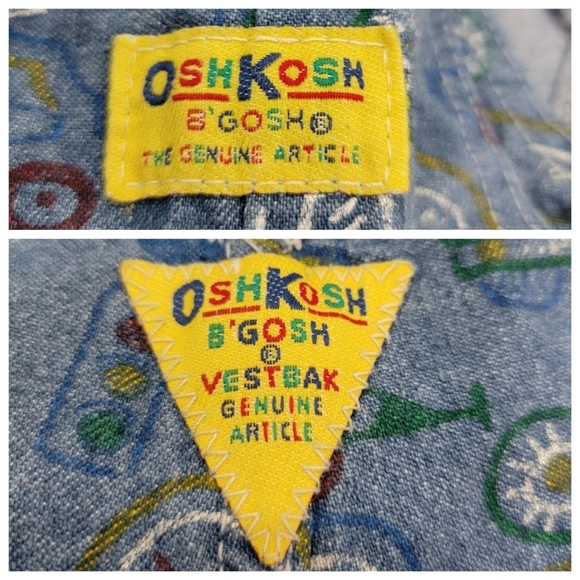 OSHKOSH
B'GOSH®
THE GENUINE ARTICLE
OSHKOSH
B'GOSH
®
VESTBAK
GENUINE
ARTICLE